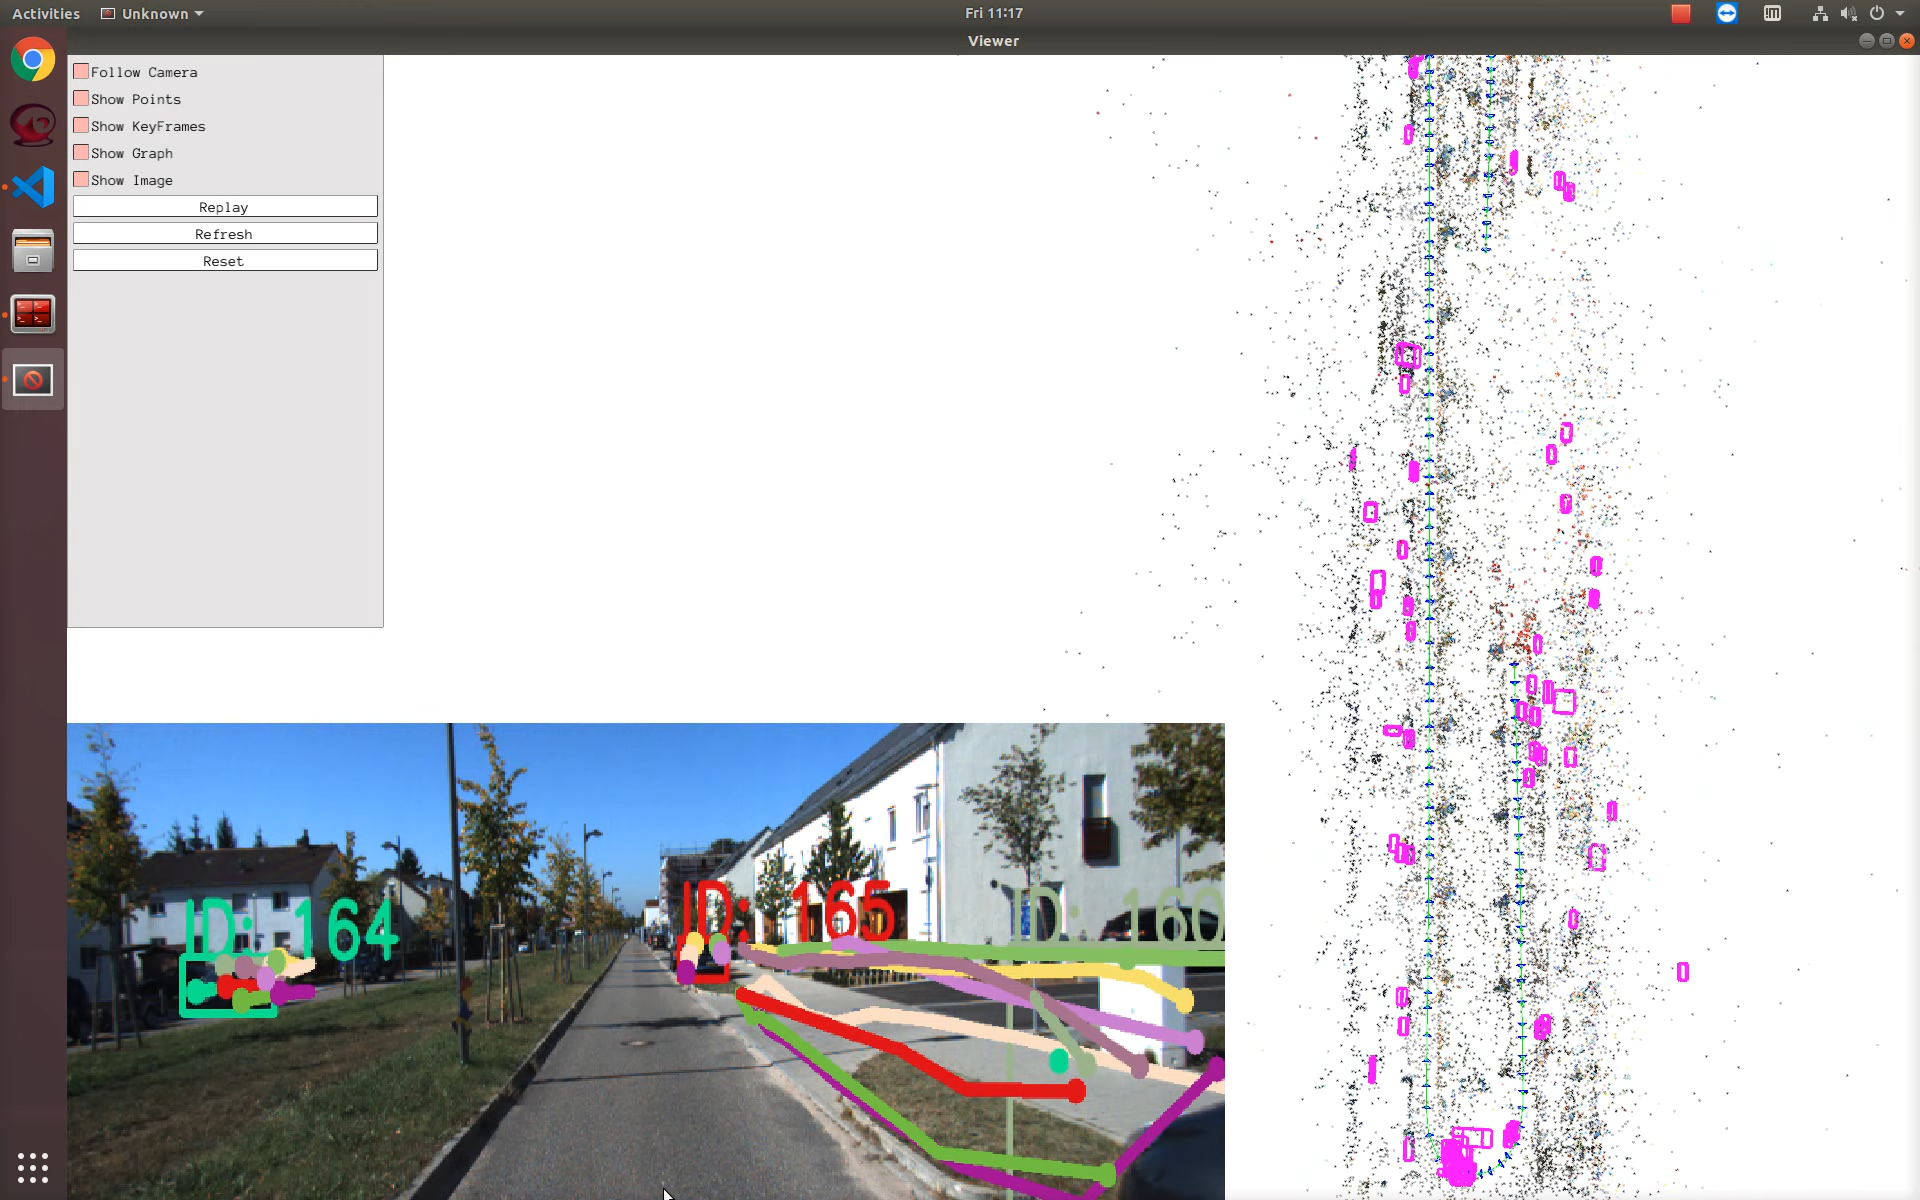 Activities
Unknown
Fri 11:17
Viewer
Follow Camera
Show Points
Show KeyFrames
Show Graph
Show Image
Replay
Refresh
Reset
ID: 164
ID: 165
ID: 160